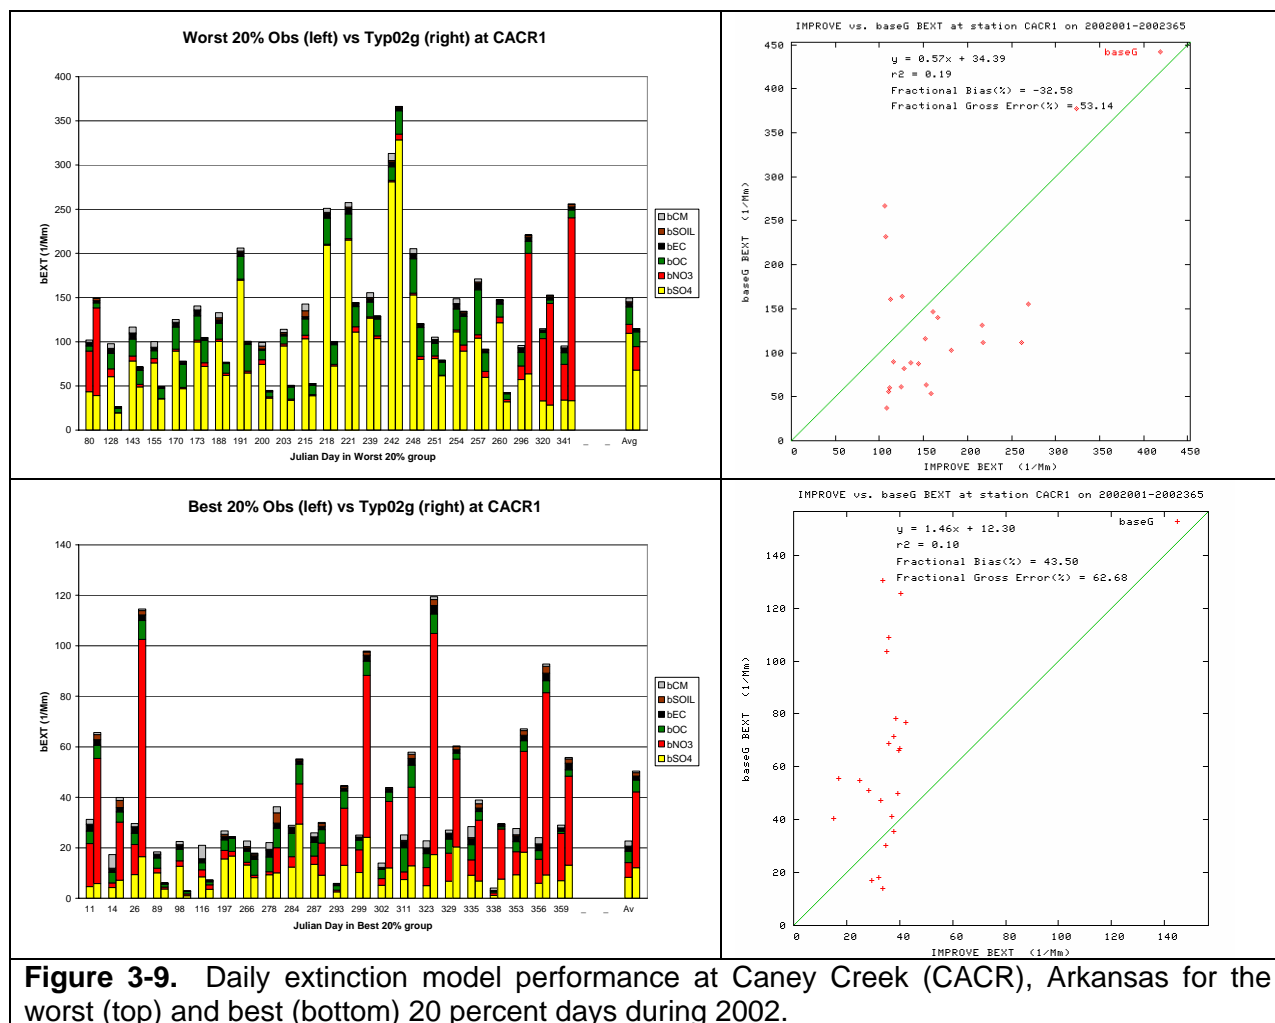 Worst 20% Obs (left) vs Typ02g (right) at CACR1
400
350
300
250
200
150
100
50
0
bEXT (1/Mm)
80 128 143 155 170 173 188 191 200 203 215 218 221 239 242 248 251 254 257 260 296 320 341 _ _ Avg
Julian Day in Worst 20% group
bCM
bSOIL
bEC
bOC
bNO3
bSO4
IMPROVE vs. baseG BEXT at station CACR1 on 2002001-2002365
baseG
y = 0.57x + 34.39
r2 = 0.19
Fractional Bias(%) = -32.58
Fractional Gross Error(%) = 53.14
450
400
350
300
250
200
150
100
50
0
baseG BEXT (1/Mm)
0 50 100 150 200 250 300 350 400 450
IMPROVE BEXT (1/Mm)
Best 20% Obs (left) vs Typ02g (right) at CACR1
140
120
100
80
60
40
20
0
bEXT (1/Mm)
11 14 26 89 98 116 197 266 278 284 287 293 299 302 311 323 329 335 338 353 356 359 _ _ Av
Julian Day in Best 20% group
bCM
bSOIL
bEC
bOC
bNO3
bSO4
IMPROVE vs. baseG BEXT at station CACR1 on 2002001-2002365
baseG
y = 1.46x + 12.30
r2 = 0.10
Fractional Bias(%) = 43.50
Fractional Gross Error(%) = 62.68
140
120
100
80
60
40
20
0
baseG BEXT (1/Mm)
0 20 40 60 80 100 120 140
IMPROVE BEXT (1/Mm)
Figure 3-9. Daily extinction model performance at Caney Creek (CACR), Arkansas for the
worst (top) and best (bottom) 20 percent days during 2002.